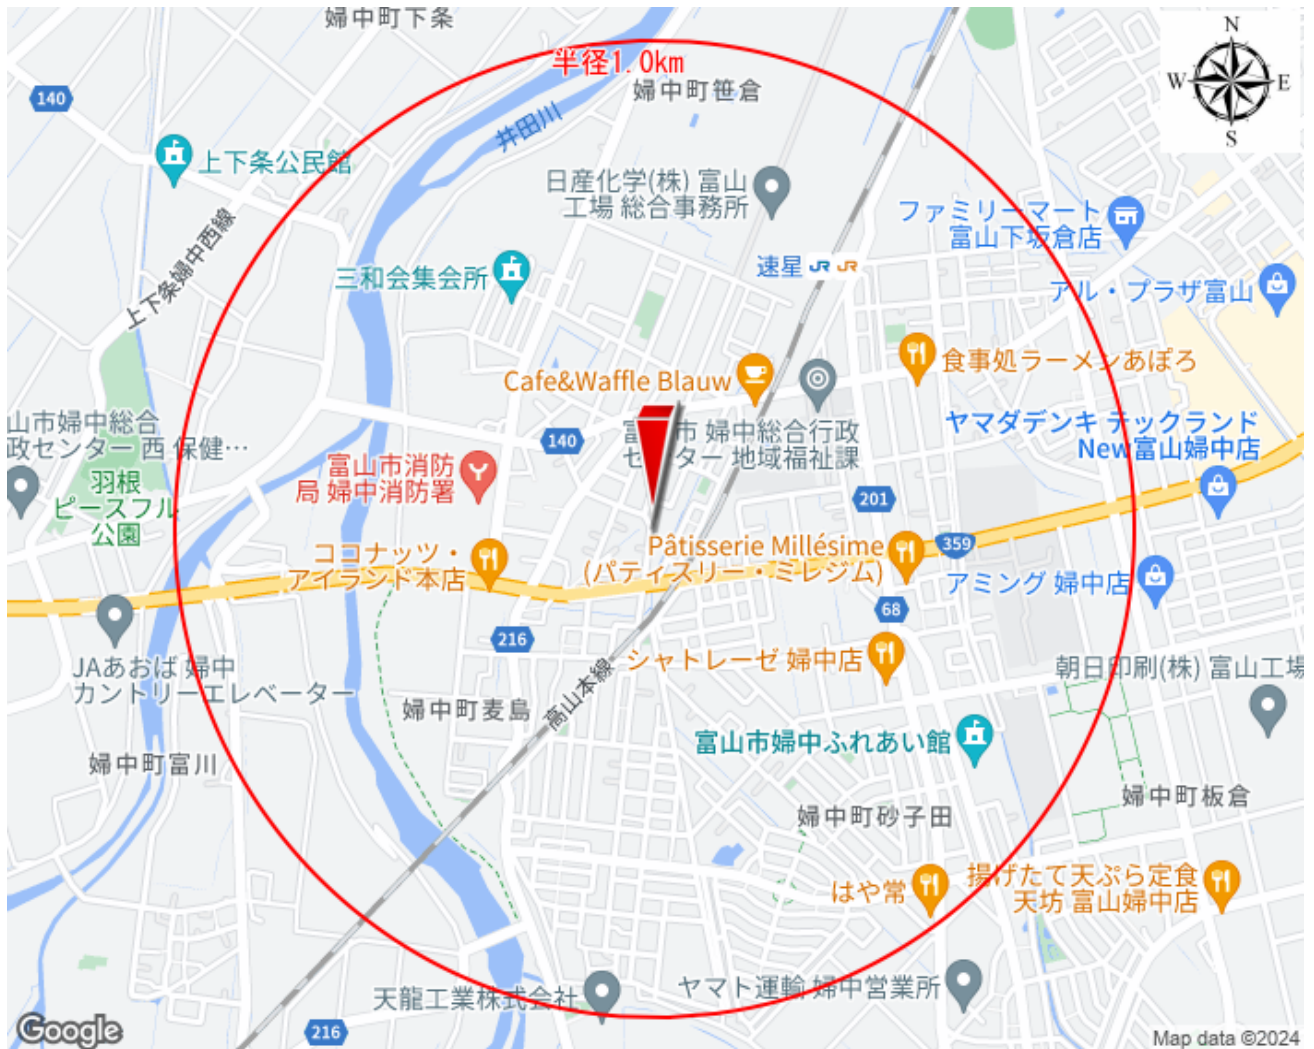 婦中町下条
N
W
E
S
半径1.0km
婦中町笹倉
140
井田川
上下条公民館
日産化学(株) 富山
工場 総合事務所
ファミリーマート
富山下坂倉店
上下条婦中西線
三和会集会所
速星 JR JR
アル・プラザ富山
食事処ラーメンあぽろ
Cafe&Waffle Blauw
山市婦中総合
政センター 西 保健…
140
市 婦中総合行政
セ ター 地域福祉課
ヤマダデンキ テックランド
New富山婦中店
富山市消防
局 婦中消防署
羽根
ピースフル
公園
201
ココナッツ・
アイランド本店
Pâtisserie Millésime
(パティスリー・ミレジム)
359
アミング 婦中店
68
216
JAあおば 婦中
カントリーエレベーター
シャトレーゼ 婦中店
朝日印刷(株) 富山工場
婦中町麦島
高山本線
富山市婦中ふれあい館
婦中町富川
婦中町板倉
婦中町砂子田
はや常
揚げたて天ぷら定食
天坊 富山婦中店
天龍工業株式会社
ヤマト運輸 婦中営業所
Google
216
Map data ©2024